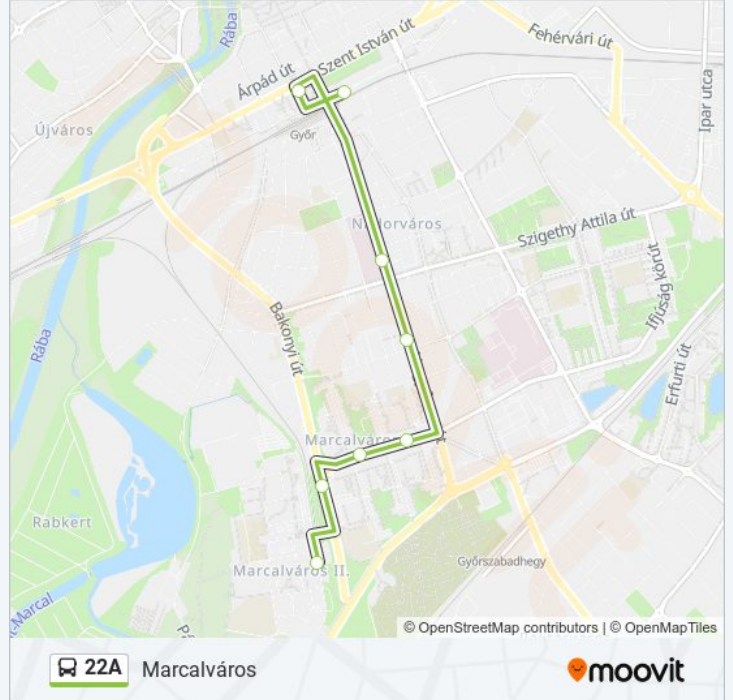 Rába
Szent István út
Fehérvári út
Árpád út
Ipar utca
Újváros
Győr
Nádorváros
Szigethy Attila út
Ifjúság körút
Bakonyi út
Rába
Erfurti út
Marcalváros
Rabkert
Győrszabadhegy
Marcalváros II.
t-Marcal
© OpenStreetMap contributors | © OpenMapTiles
22A Marcalváros
moovit